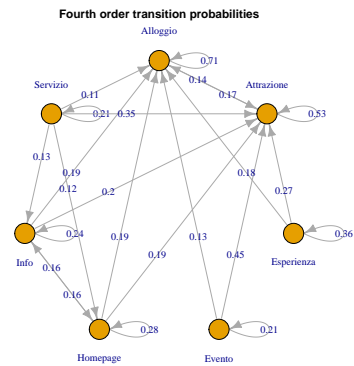 Fourth order transition probabilities
Alloggio
0.71
0.14
Servizio
0.17
Attrazione
0.11
0.21
0.35
0.53
0.13
0.19
0.18
0.12
0.2
0.27
Info
0.24
0.19
0.13
0.36
0.16
0.19
0.45
Esperienza
0.16
0.28
0.21
Homepage
Evento